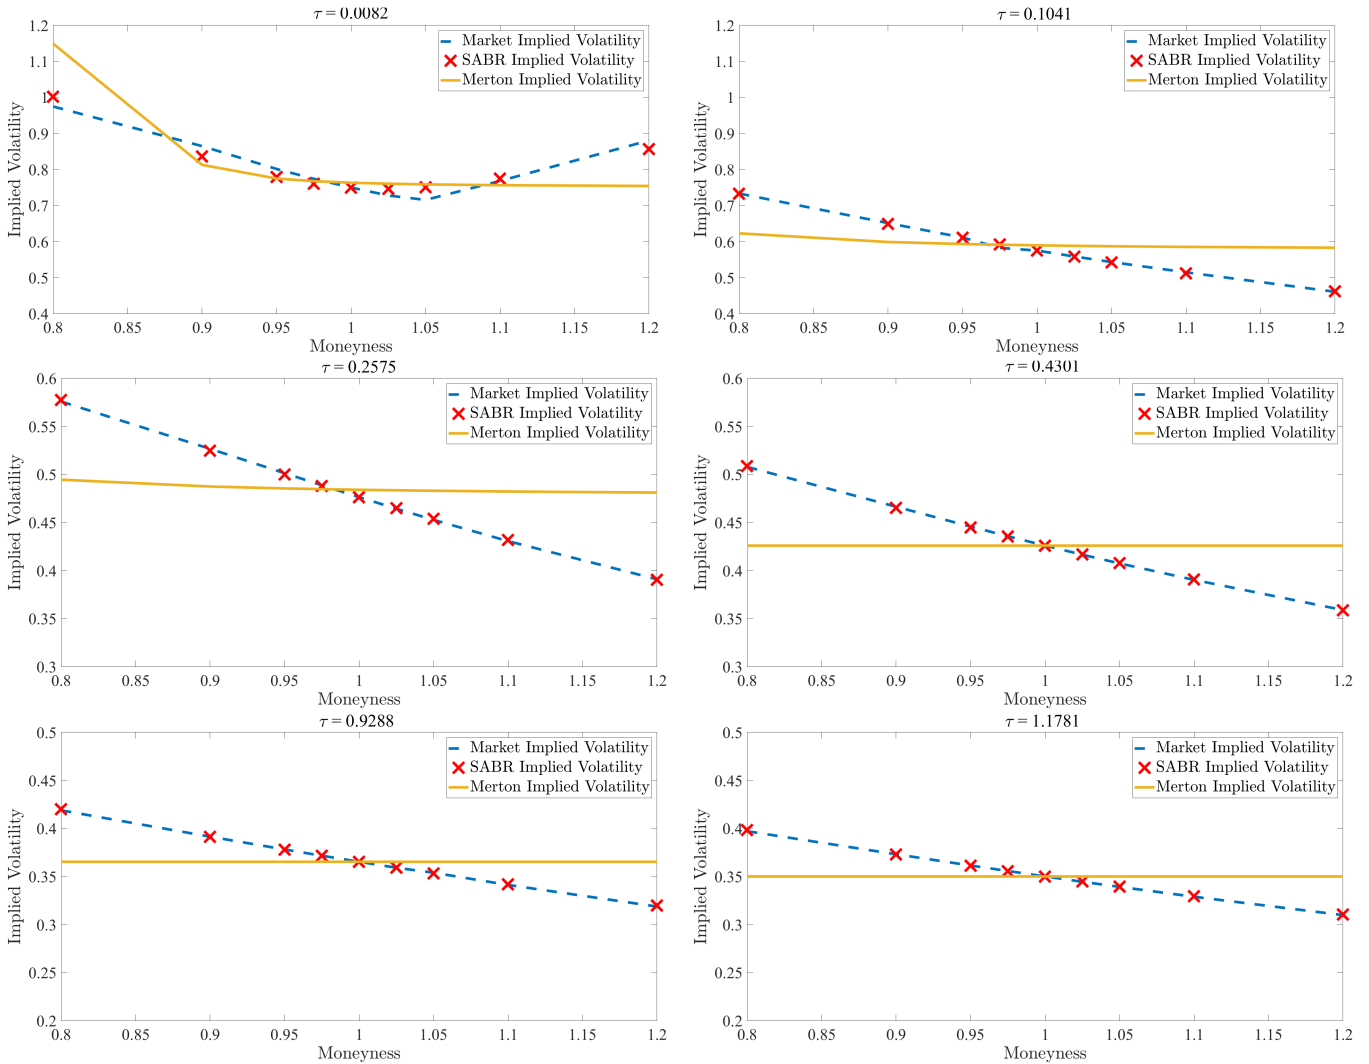 τ = 0.0082
1.2
1.1
1
0.9
0.8
0.7
0.6
0.5
0.4
Implied Volatility
Market Implied Volatility
SABR Implied Volatility
Merton Implied Volatility
0.8 0.85 0.9 0.95 1 1.05 1.1 1.15 1.2
Moneyness
τ = 0.1041
1.2
1.1
1
0.9
0.8
0.7
0.6
0.5
0.4
Implied Volatility
Market Implied Volatility
SABR Implied Volatility
Merton Implied Volatility
0.8 0.85 0.9 0.95 1 1.05 1.1 1.15 1.2
Moneyness
τ = 0.2575
0.6
0.55
0.5
0.45
0.4
0.35
0.3
Implied Volatility
Market Implied Volatility
SABR Implied Volatility
Merton Implied Volatility
0.8 0.85 0.9 0.95 1 1.05 1.1 1.15 1.2
Moneyness
τ = 0.4301
0.6
0.55
0.5
0.45
0.4
0.35
0.3
Implied Volatility
Market Implied Volatility
SABR Implied Volatility
Merton Implied Volatility
0.8 0.85 0.9 0.95 1 1.05 1.1 1.15 1.2
Moneyness
τ = 0.9288
0.5
0.45
0.4
0.35
0.3
0.25
0.2
Implied Volatility
Market Implied Volatility
SABR Implied Volatility
Merton Implied Volatility
0.8 0.85 0.9 0.95 1 1.05 1.1 1.15 1.2
Moneyness
τ = 1.1781
0.5
0.45
0.4
0.35
0.3
0.25
0.2
Implied Volatility
Market Implied Volatility
SABR Implied Volatility
Merton Implied Volatility
0.8 0.85 0.9 0.95 1 1.05 1.1 1.15 1.2
Moneyness